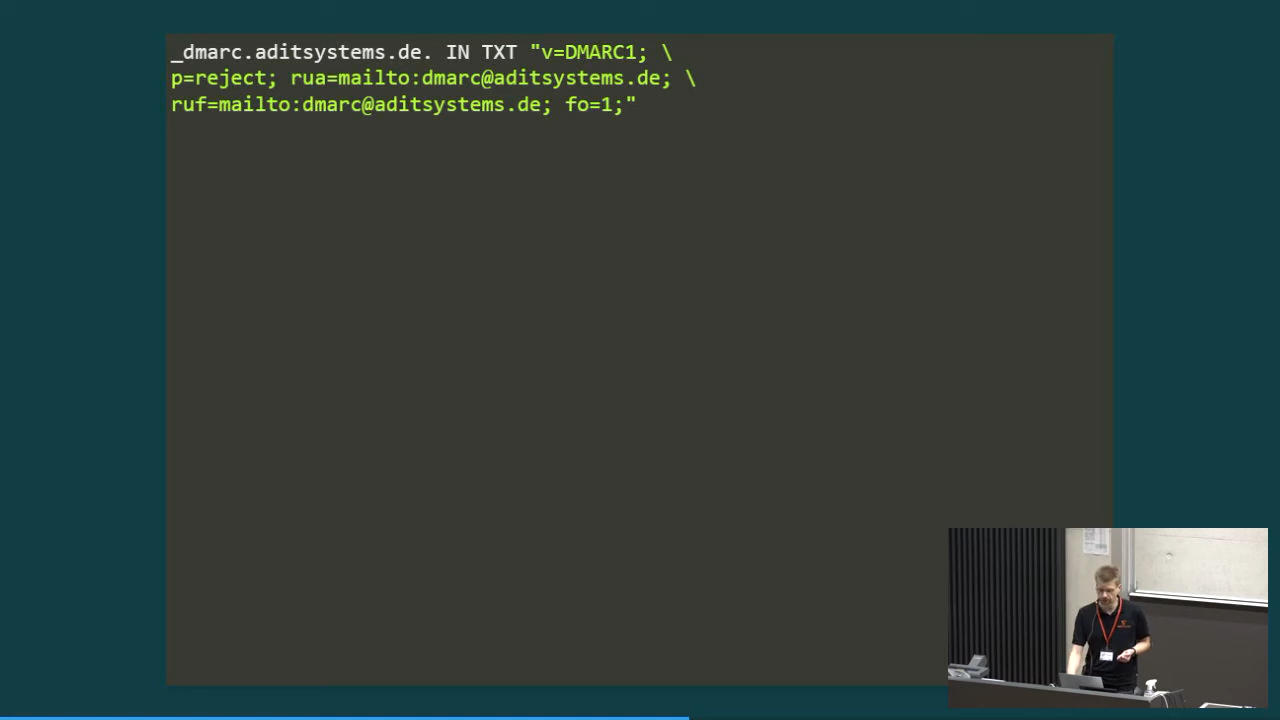 _dmarc.aditsystems.de. IN TXT "v=DMARC1; \
p=reject; rua=mailto:dmarc@aditsystems.de; \
ruf=mailto:dmarc@aditsystems.de; fo=1;"